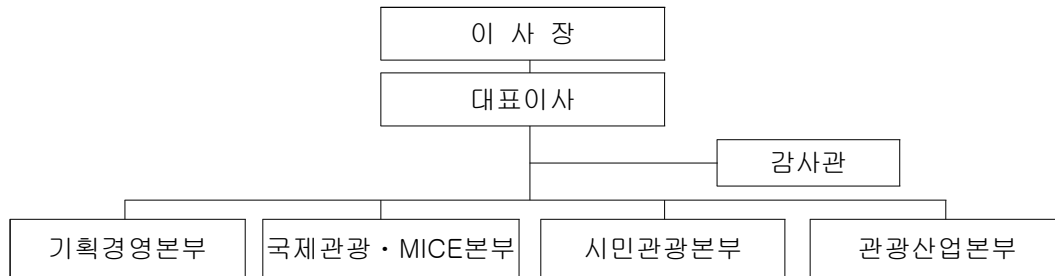 이 사 장
대표이사
감사관
기획경영본부
국제관광・MICE본부
시민관광본부
관광산업본부